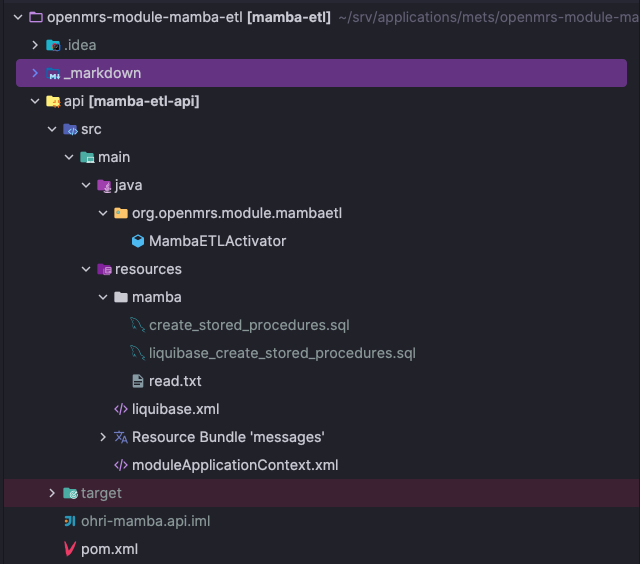 openmrs-module-mamba-etl [mamba-etl] ~/srv/applications/mets/openmrs-module-ma
.idea
_markdown
api [mamba-etl-api]
src
main
java
org.openmrs.module.mambaetl
MambaETLActivator
resources
mamba
create_stored_procedures.sql
liquibase_create_stored_procedures.sql
read.txt
liquibase.xml
Resource Bundle 'messages'
moduleApplicationContext.xml
target
ohri-mamba.api.iml
pom.xml